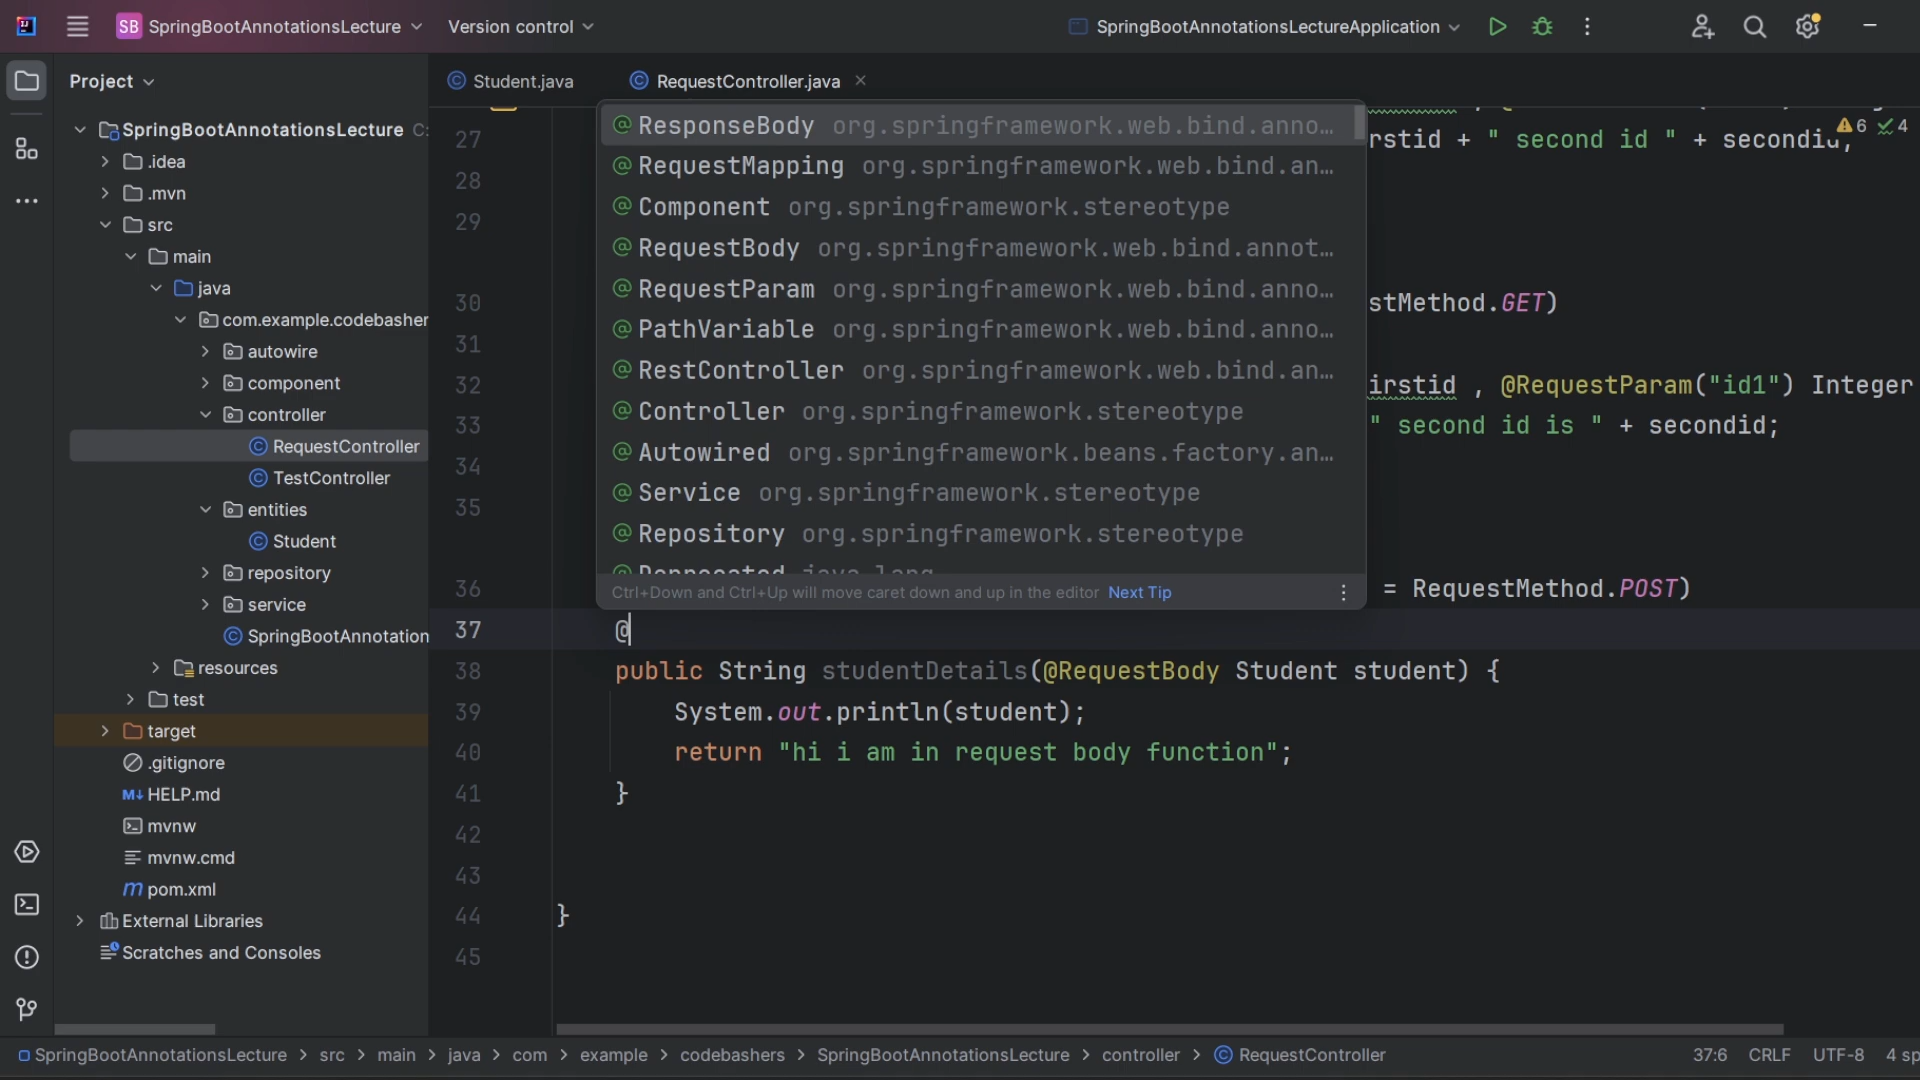 SB SpringBootAnnotationsLecture Version control SpringBootAnnotationsLectureApplication
Project
SpringBootAnnotationsLecture C:
.idea
.mvn
src
main
java
com.example.codebasher
autowire
component
controller
RequestController
TestController
entities
Student
repository
service
SpringBootAnnotation
resources
test
target
.gitignore
HELP.md
mvnw
mvnw.cmd
pom.xml
External Libraries
Scratches and Consoles
Student.java RequestController.java
@ResponseBody org.springframework.web.bind.anno…
@RequestMapping org.springframework.web.bind.an…
@Component org.springframework.stereotype
@RequestBody org.springframework.web.bind.annot…
@RequestParam org.springframework.web.bind.anno…
@PathVariable org.springframework.web.bind.anno…
@RestController org.springframework.web.bind.an…
@Controller org.springframework.stereotype
@Autowired org.springframework.beans.factory.an…
@Service org.springframework.stereotype
@Repository org.springframework.stereotype
@Deprecated java.lang
Ctrl+Down and Ctrl+Up will move caret down and up in the editor Next Tip
6 4
27 rstid + " second id " + secondid;
28
29
30 stMethod.GET)
31
32 irstid , @RequestParam("id1") Integer
33 " second id is " + secondid;
34
35
36 = RequestMethod.POST)
37 @
38 public String studentDetails(@RequestBody Student student) {
39 System.out.println(student);
40 return "hi i am in request body function";
41 }
42
43
44 }
45
SpringBootAnnotationsLecture > src > main > java > com > example > codebashers > SpringBootAnnotationsLecture > controller > RequestController 37:6 CRLF UTF-8 4 sp